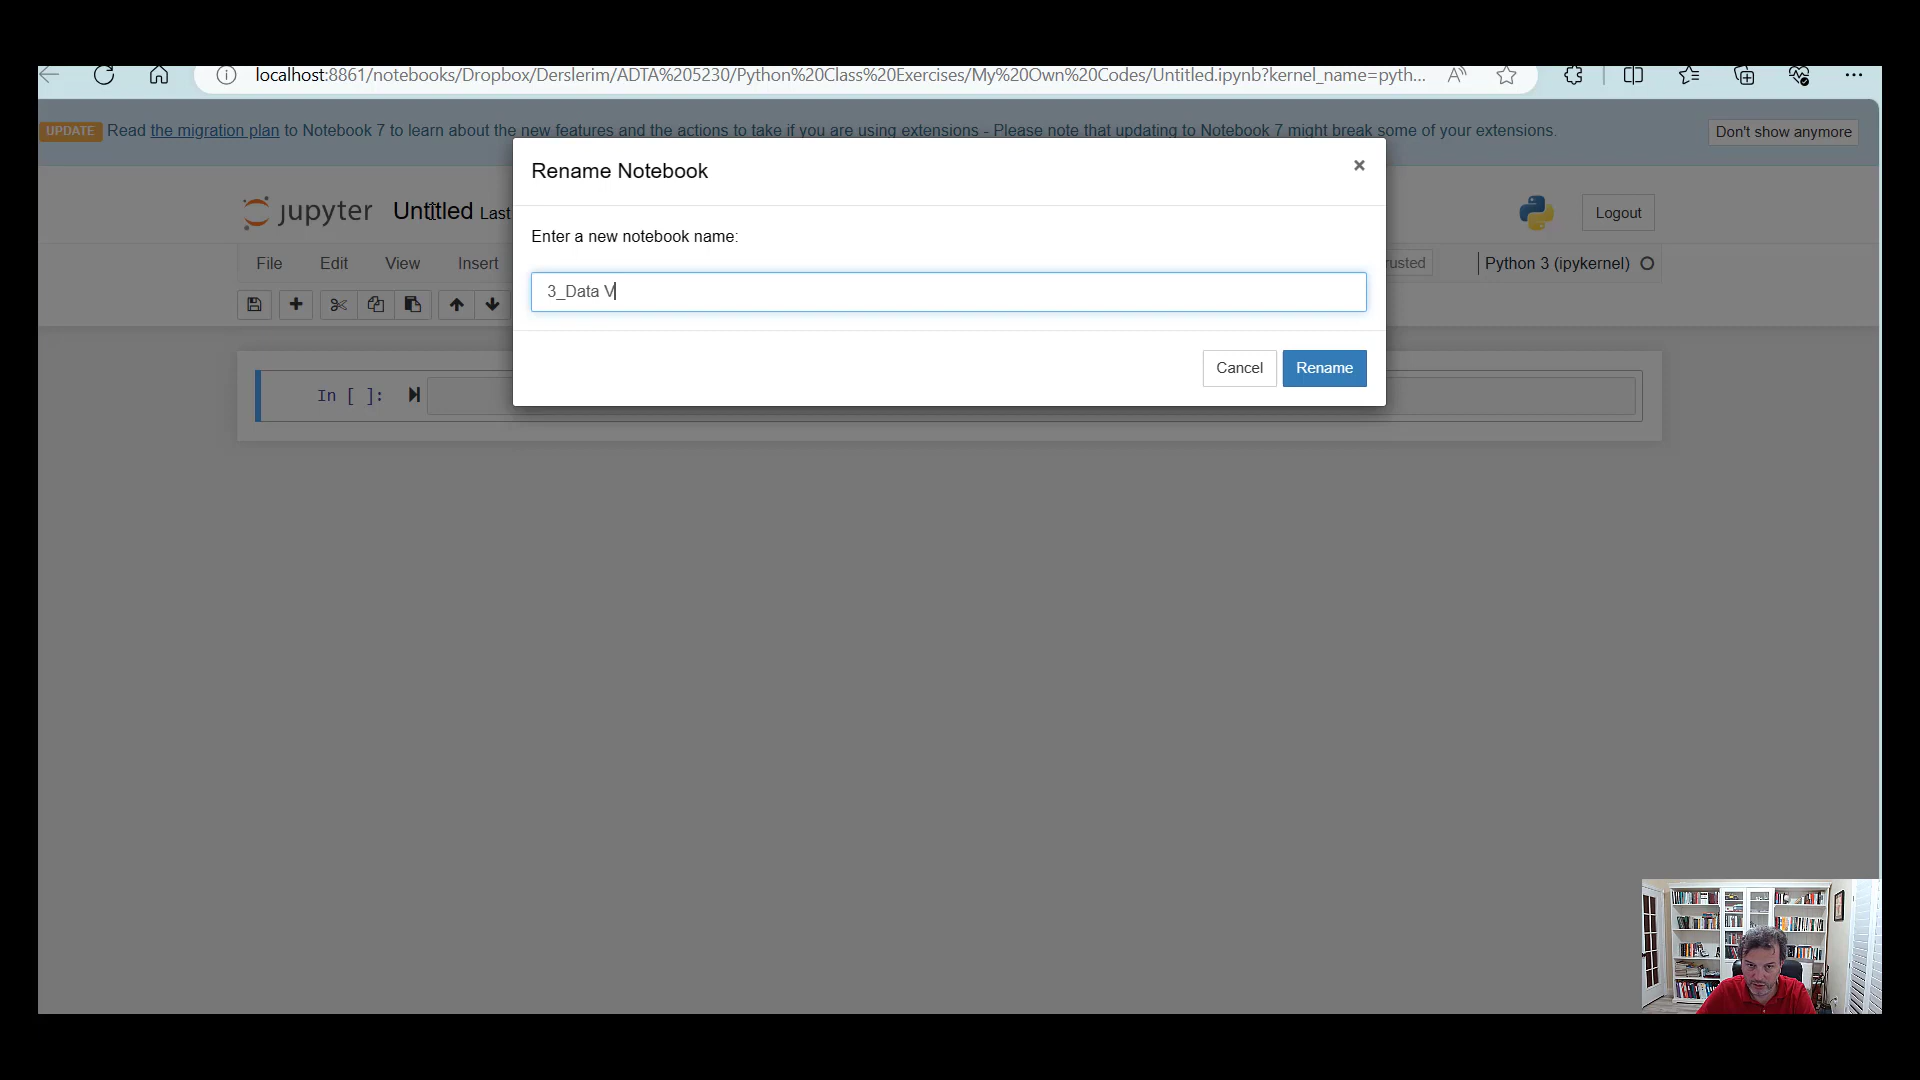 localhost:8861/notebooks/Dropbox/Derslerim/ADTA%205230/Python%20Class%20Exercises/My%20Own%20Codes/Untitled.ipynb?kernel_name=pyth...
UPDATE Read the migration plan to Notebook 7 to learn about the new features and the actions to take if you are using extensions - Please note that updating to Notebook 7 might break some of your extensions.
Don't show anymore
Rename Notebook
×
jupyter Untitled Last
Logout
Enter a new notebook name:
File Edit View Insert
rusted
Python 3 (ipykernel)
3_Data V
Cancel
Rename
In [ ]: